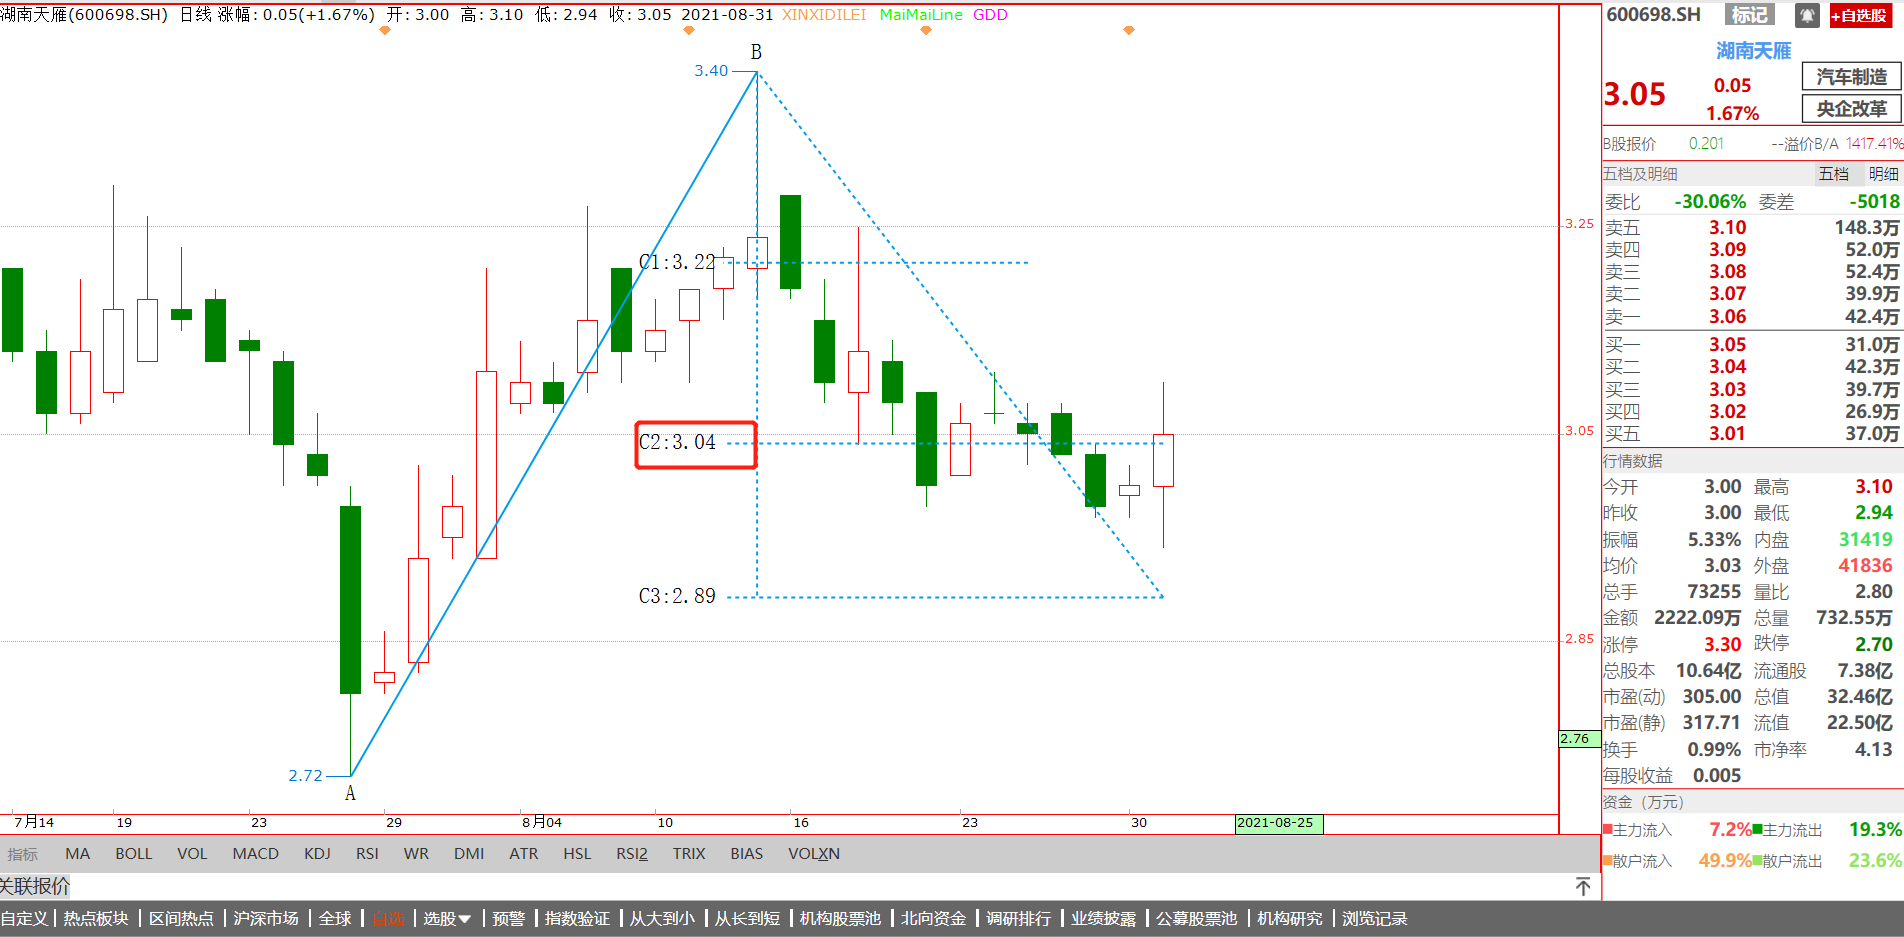 湖南天雁(600698.SH) 日线 涨幅: 0.05(+1.67%) 开: 3.00 高: 3.10 低: 2.94 收: 3.05 2021-08-31 XINXIDILEI MaiMaiLine GDD
B
3.40
C1:3.22
C2:3.04
C3:2.89
2.72
A
3.25
3.05
2.85
2.76
7月14 19 23 29 8月04 10 16 23 30 2021-08-25
指标 MA BOLL VOL MACD KDJ RSI WR DMI ATR HSL RSI2 TRIX BIAS VOLXN
关联报价
600698.SH 标记 +自选股
湖南天雁
3.05 0.05 汽车制造
1.67% 央企改革
B股报价 0.201 --溢价B/A 1417.41%
五档及明细 五档 明细
委比 -30.06% 委差 -5018
卖五 3.10 148.3万
卖四 3.09 52.0万
卖三 3.08 52.4万
卖二 3.07 39.9万
卖一 3.06 42.4万
买一 3.05 31.0万
买二 3.04 42.3万
买三 3.03 39.7万
买四 3.02 26.9万
买五 3.01 37.0万
行情数据
今开 3.00 最高 3.10
昨收 3.00 最低 2.94
振幅 5.33% 内盘 31419
均价 3.03 外盘 41836
总手 73255 量比 2.80
金额 2222.09万 总量 732.55万
涨停 3.30 跌停 2.70
总股本 10.64亿 流通股 7.38亿
市盈(动) 305.00 总值 32.46亿
市盈(静) 317.71 流值 22.50亿
换手 0.99% 市净率 4.13
每股收益 0.005
资金（万元）
主力流入 7.2% 主力流出 19.3%
散户流入 49.9% 散户流出 23.6%
自定义 热点板块 区间热点 沪深市场 全球 自选 选股 预警 指数验证 从大到小 从长到短 机构股票池 北向资金 调研排行 业绩披露 公募股票池 机构研究 浏览记录